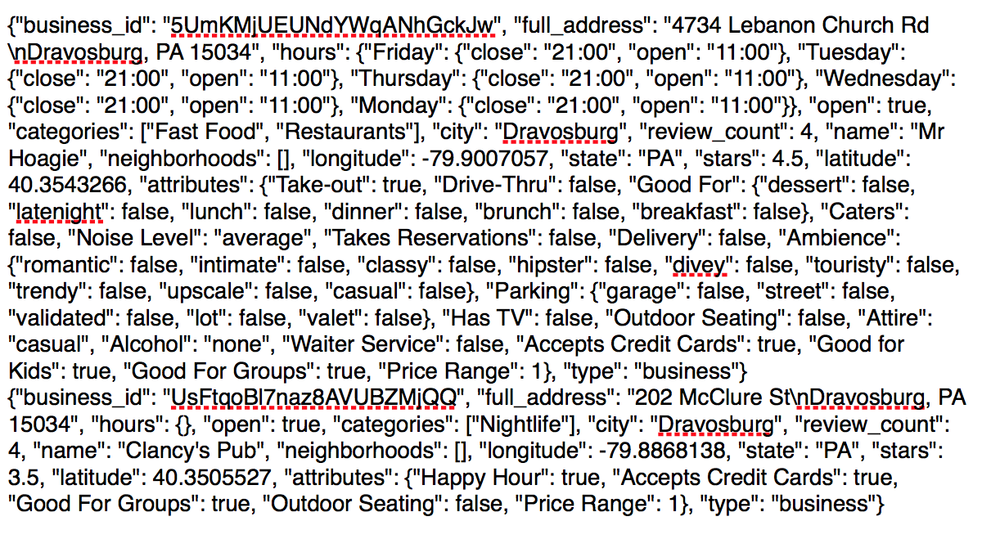 {"business_id": "5UmKMjUEUNdYWqANhGckJw", "full_address": "4734 Lebanon Church Rd
\nDravosburg, PA 15034", "hours": {"Friday": {"close": "21:00", "open": "11:00"}, "Tuesday":
{"close": "21:00", "open": "11:00"}, "Thursday": {"close": "21:00", "open": "11:00"}, "Wednesday":
{"close": "21:00", "open": "11:00"}, "Monday": {"close": "21:00", "open": "11:00"}}, "open": true,
"categories": ["Fast Food", "Restaurants"], "city": "Dravosburg", "review_count": 4, "name": "Mr
Hoagie", "neighborhoods": [], "longitude": -79.9007057, "state": "PA", "stars": 4.5, "latitude":
40.3543266, "attributes": {"Take-out": true, "Drive-Thru": false, "Good For": {"dessert": false,
"latenight": false, "lunch": false, "dinner": false, "brunch": false, "breakfast": false}, "Caters":
false, "Noise Level": "average", "Takes Reservations": false, "Delivery": false, "Ambience":
{"romantic": false, "intimate": false, "classy": false, "hipster": false, "divey": false, "touristy": false,
"trendy": false, "upscale": false, "casual": false}, "Parking": {"garage": false, "street": false,
"validated": false, "lot": false, "valet": false}, "Has TV": false, "Outdoor Seating": false, "Attire":
"casual", "Alcohol": "none", "Waiter Service": false, "Accepts Credit Cards": true, "Good for
Kids": true, "Good For Groups": true, "Price Range": 1}, "type": "business"}
{"business_id": "UsFtqoBl7naz8AVUBZMjQQ", "full_address": "202 McClure St\nDravosburg, PA
15034", "hours": {}, "open": true, "categories": ["Nightlife"], "city": "Dravosburg", "review_count":
4, "name": "Clancy's Pub", "neighborhoods": [], "longitude": -79.8868138, "state": "PA", "stars":
3.5, "latitude": 40.3505527, "attributes": {"Happy Hour": true, "Accepts Credit Cards": true,
"Good For Groups": true, "Outdoor Seating": false, "Price Range": 1}, "type": "business"}